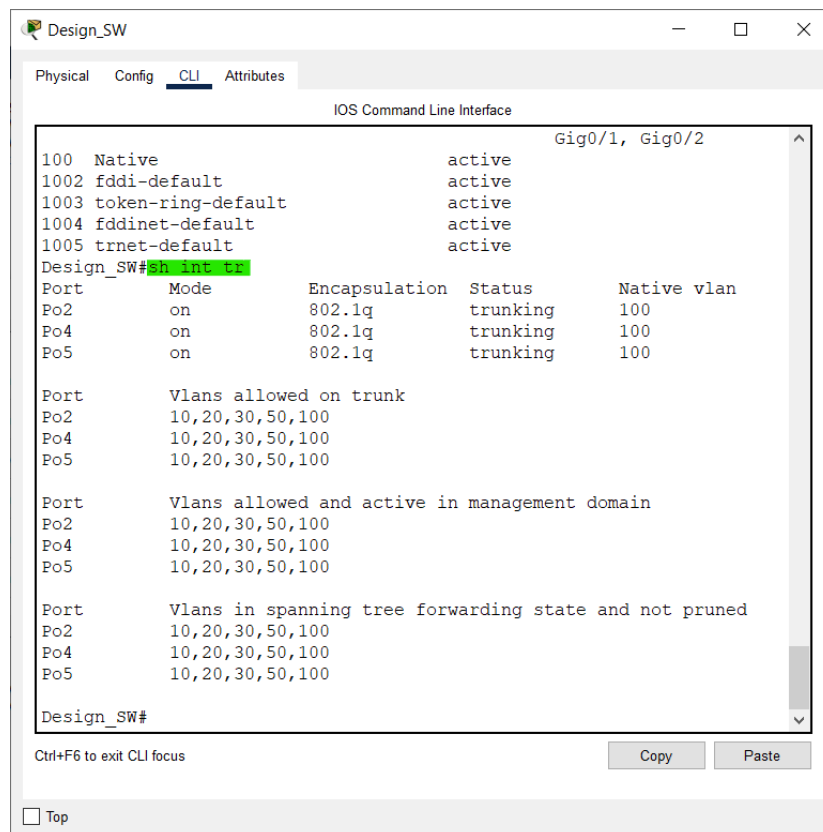 Design_SW
Physical Config CLI Attributes
IOS Command Line Interface
Gig0/1, Gig0/2
100 Native active
1002 fddi-default active
1003 token-ring-default active
1004 fddinet-default active
1005 trnet-default active
Design_SW#sh int tr
Port Mode Encapsulation Status Native vlan
Po2 on 802.1q trunking 100
Po4 on 802.1q trunking 100
Po5 on 802.1q trunking 100
Port Vlans allowed on trunk
Po2 10,20,30,50,100
Po4 10,20,30,50,100
Po5 10,20,30,50,100
Port Vlans allowed and active in management domain
Po2 10,20,30,50,100
Po4 10,20,30,50,100
Po5 10,20,30,50,100
Port Vlans in spanning tree forwarding state and not pruned
Po2 10,20,30,50,100
Po4 10,20,30,50,100
Po5 10,20,30,50,100
Design_SW#
Ctrl+F6 to exit CLI focus Copy Paste
Top